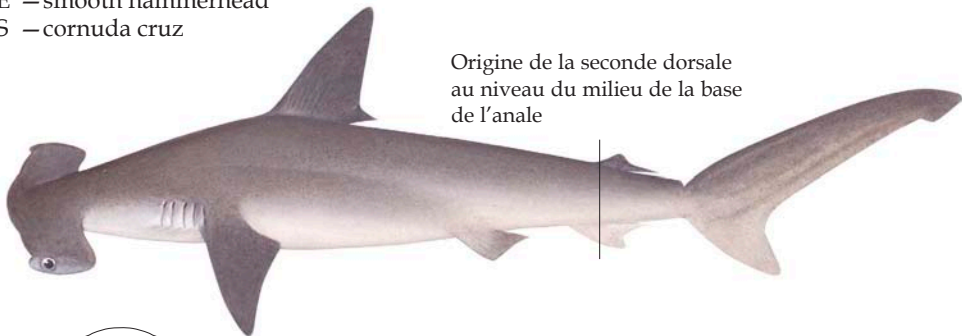 E – smooth hammerhead
S – cornuda cruz
Origine de la seconde dorsale
au niveau du milieu de la base
de l'anale